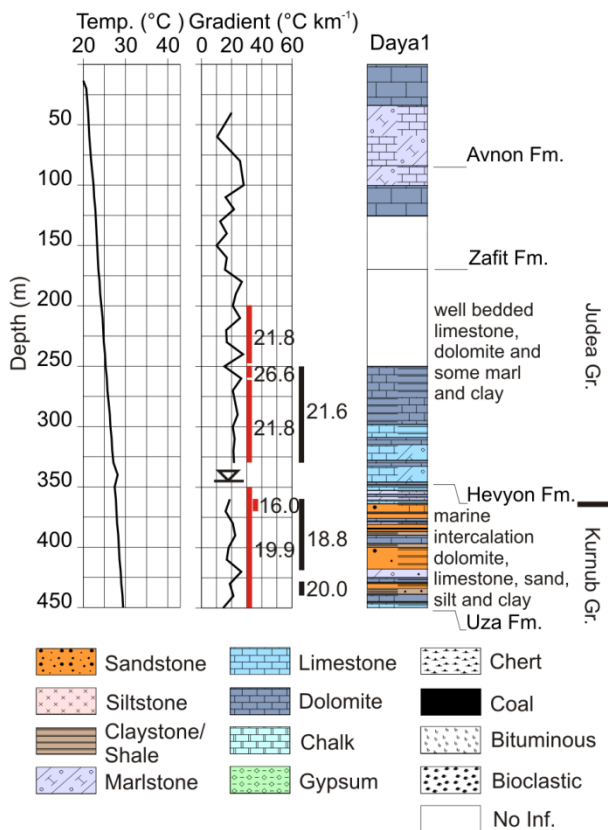 Temp. (°C) Gradient (°C km⁻¹)
20 30 40 0 20 40 60
Daya1
50
100
150
200
250
300
350
400
450
Depth (m)
21.8
26.6
21.8
21.6
16.0
19.9
18.8
20.0
Avnon Fm.
Zafit Fm.
well bedded
limestone,
dolomite and
some marl
and clay
Hevyon Fm.
marine
intercalation
dolomite,
limestone, sand,
silt and clay
Uza Fm.
Judea Gr.
Kurnub Gr.
Sandstone
Siltstone
Claystone/
Shale
Marlstone
Limestone
Dolomite
Chalk
Gypsum
Chert
Coal
Bituminous
Bioclastic
No Inf.